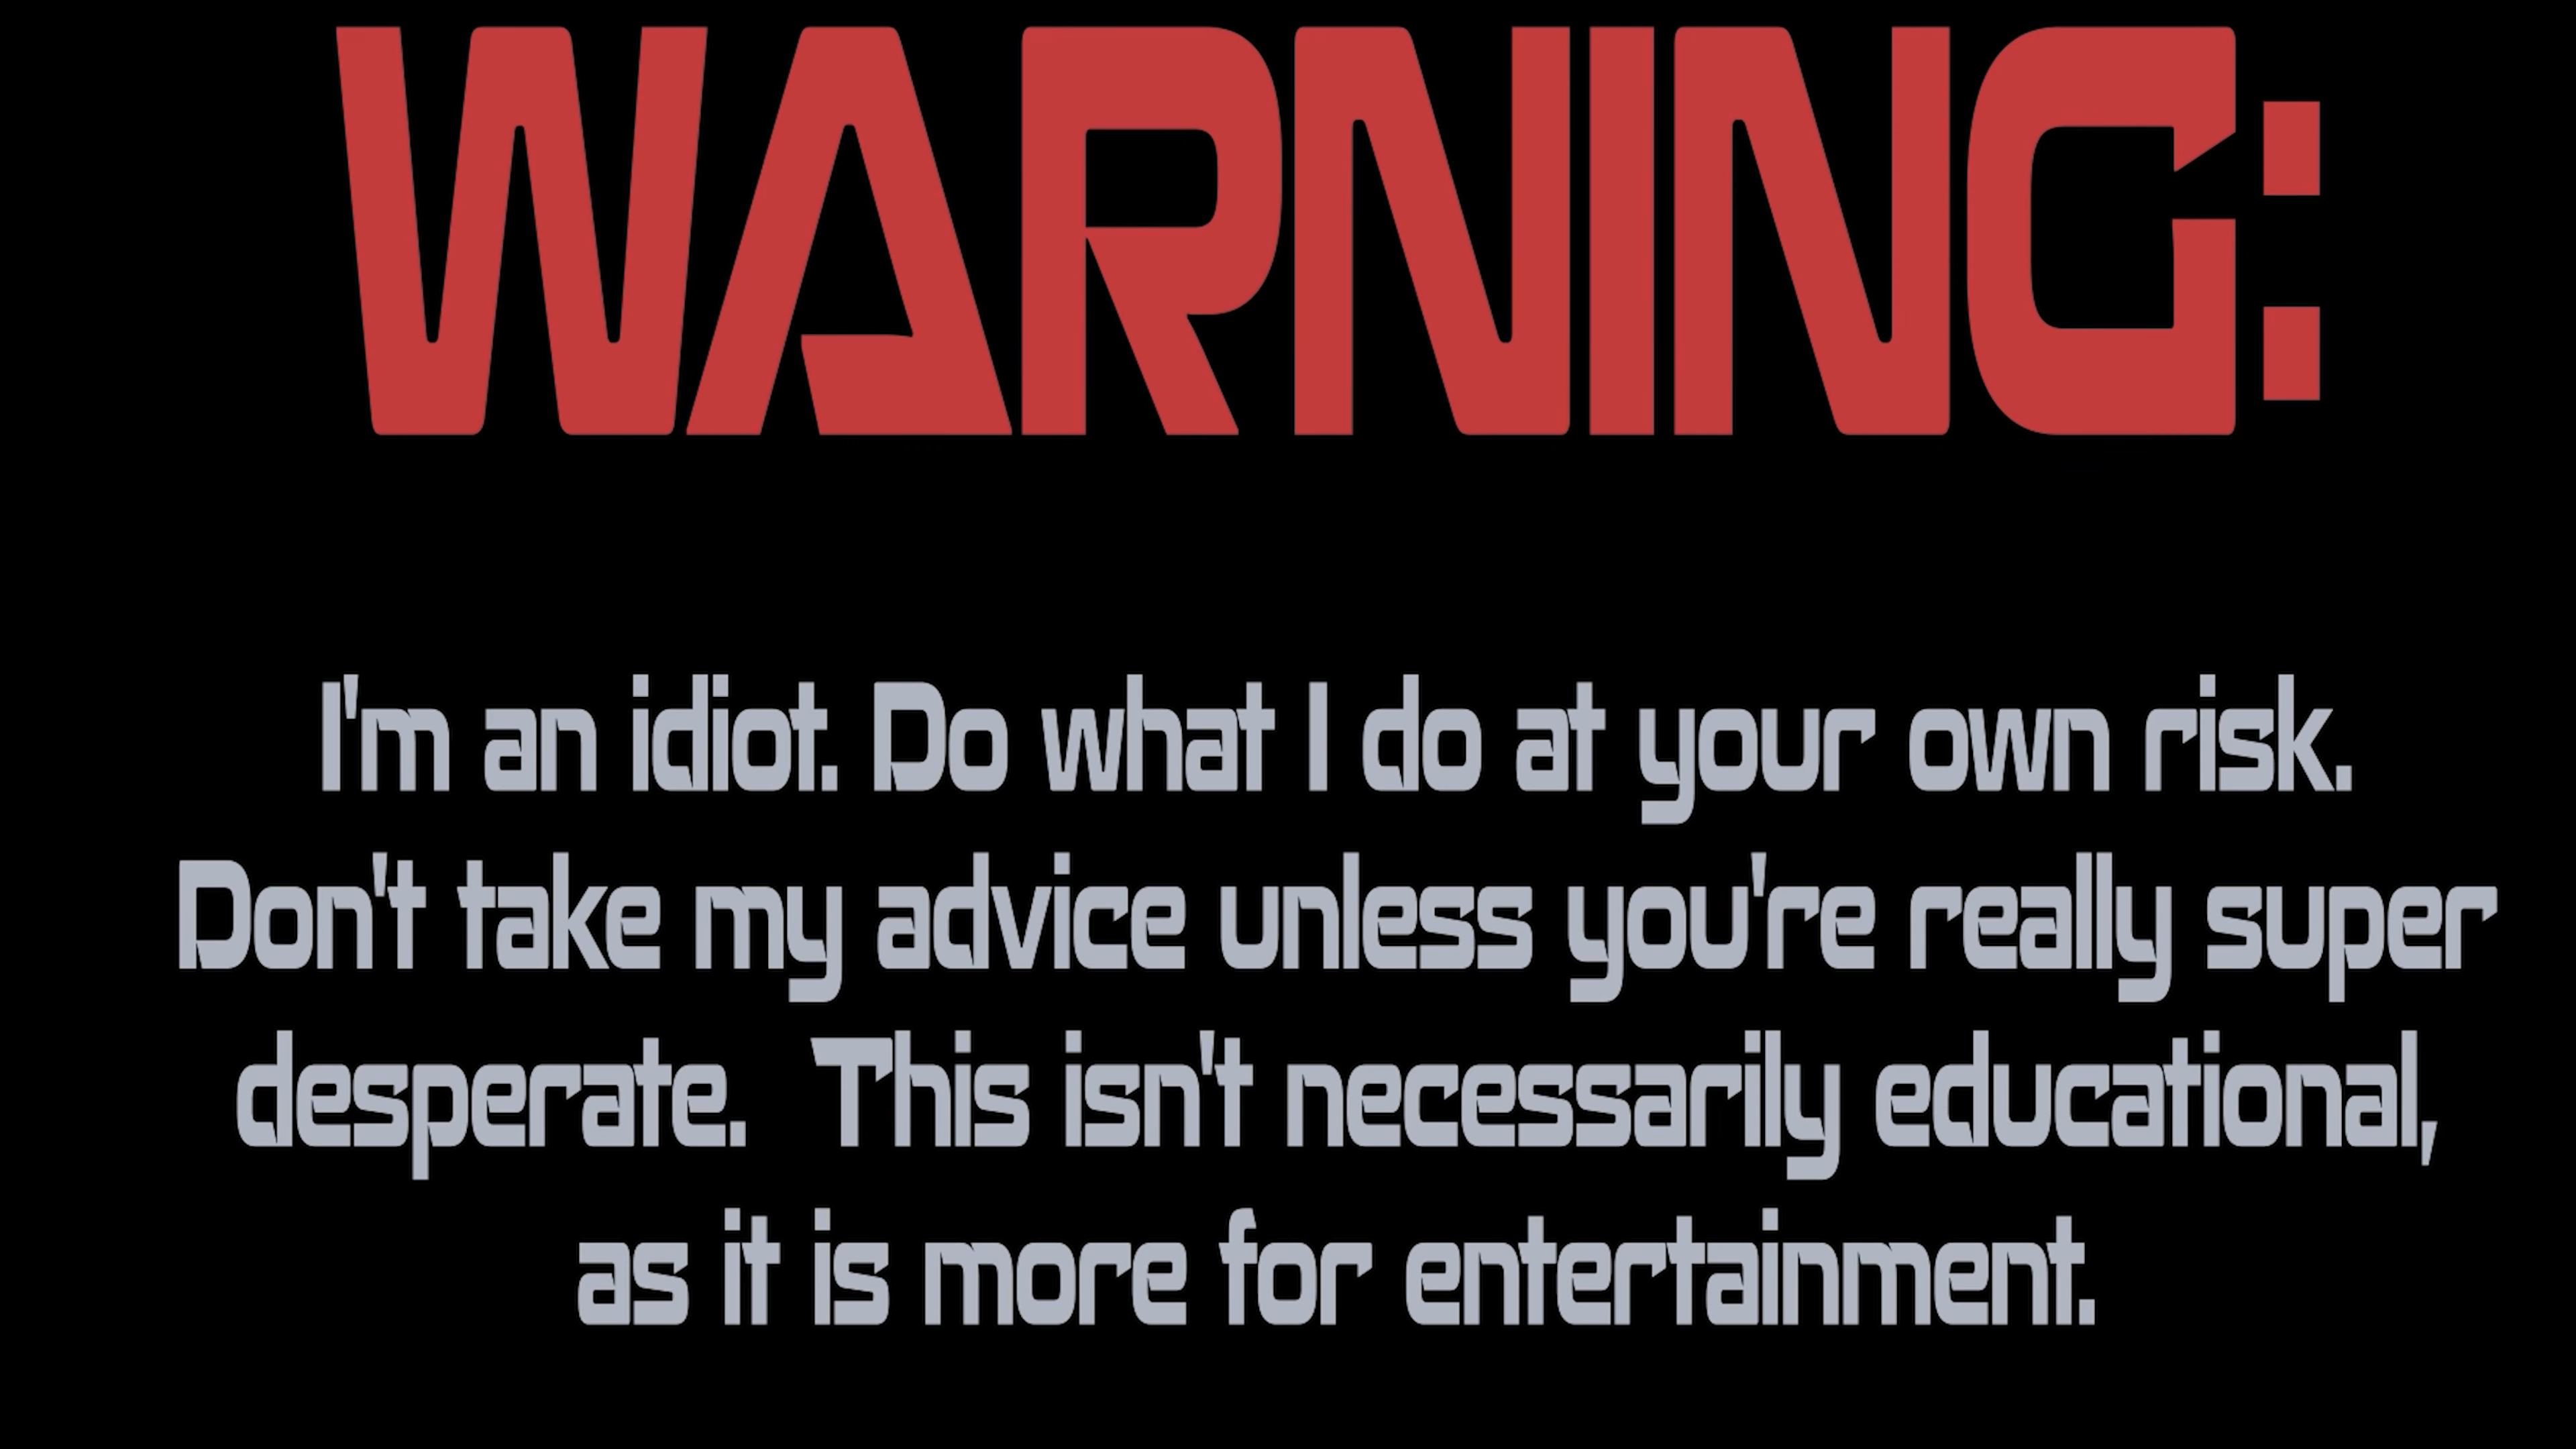 WARNING:
I'm an idiot. Do what I do at your own risk.
Don't take my advice unless you're really super
desperate.  This isn't necessarily educational,
as it is more for entertainment.